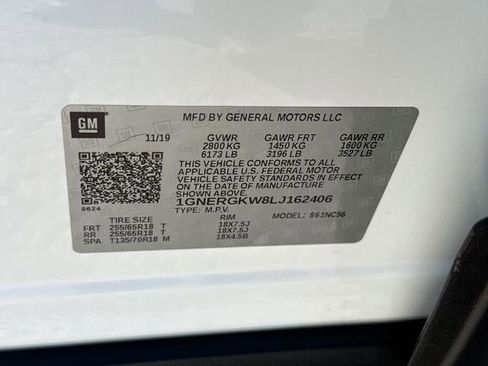 GM
MFD BY GENERAL MOTORS LLC
11/19 GVWR GAWR FRT GAWR RR
2800 KG 1450 KG 1600 KG
6173 LB 3196 LB 3527 LB
THIS VEHICLE CONFORMS TO ALL
APPLICABLE U.S. FEDERAL MOTOR
VEHICLE SAFETY STANDARDS IN
EFFECT ON THE DATE OF MANUFACTURE
SHOWN ABOVE.
1GNERGKW8LJ162406
8624
TYPE: M.P.V. MODEL: 861NC56
TIRE SIZE RIM
FRT 255/65R18 T 18X7.5J
RR 255/65R18 T 18X7.5J
SPA T135/70R18 M 18X4.5B